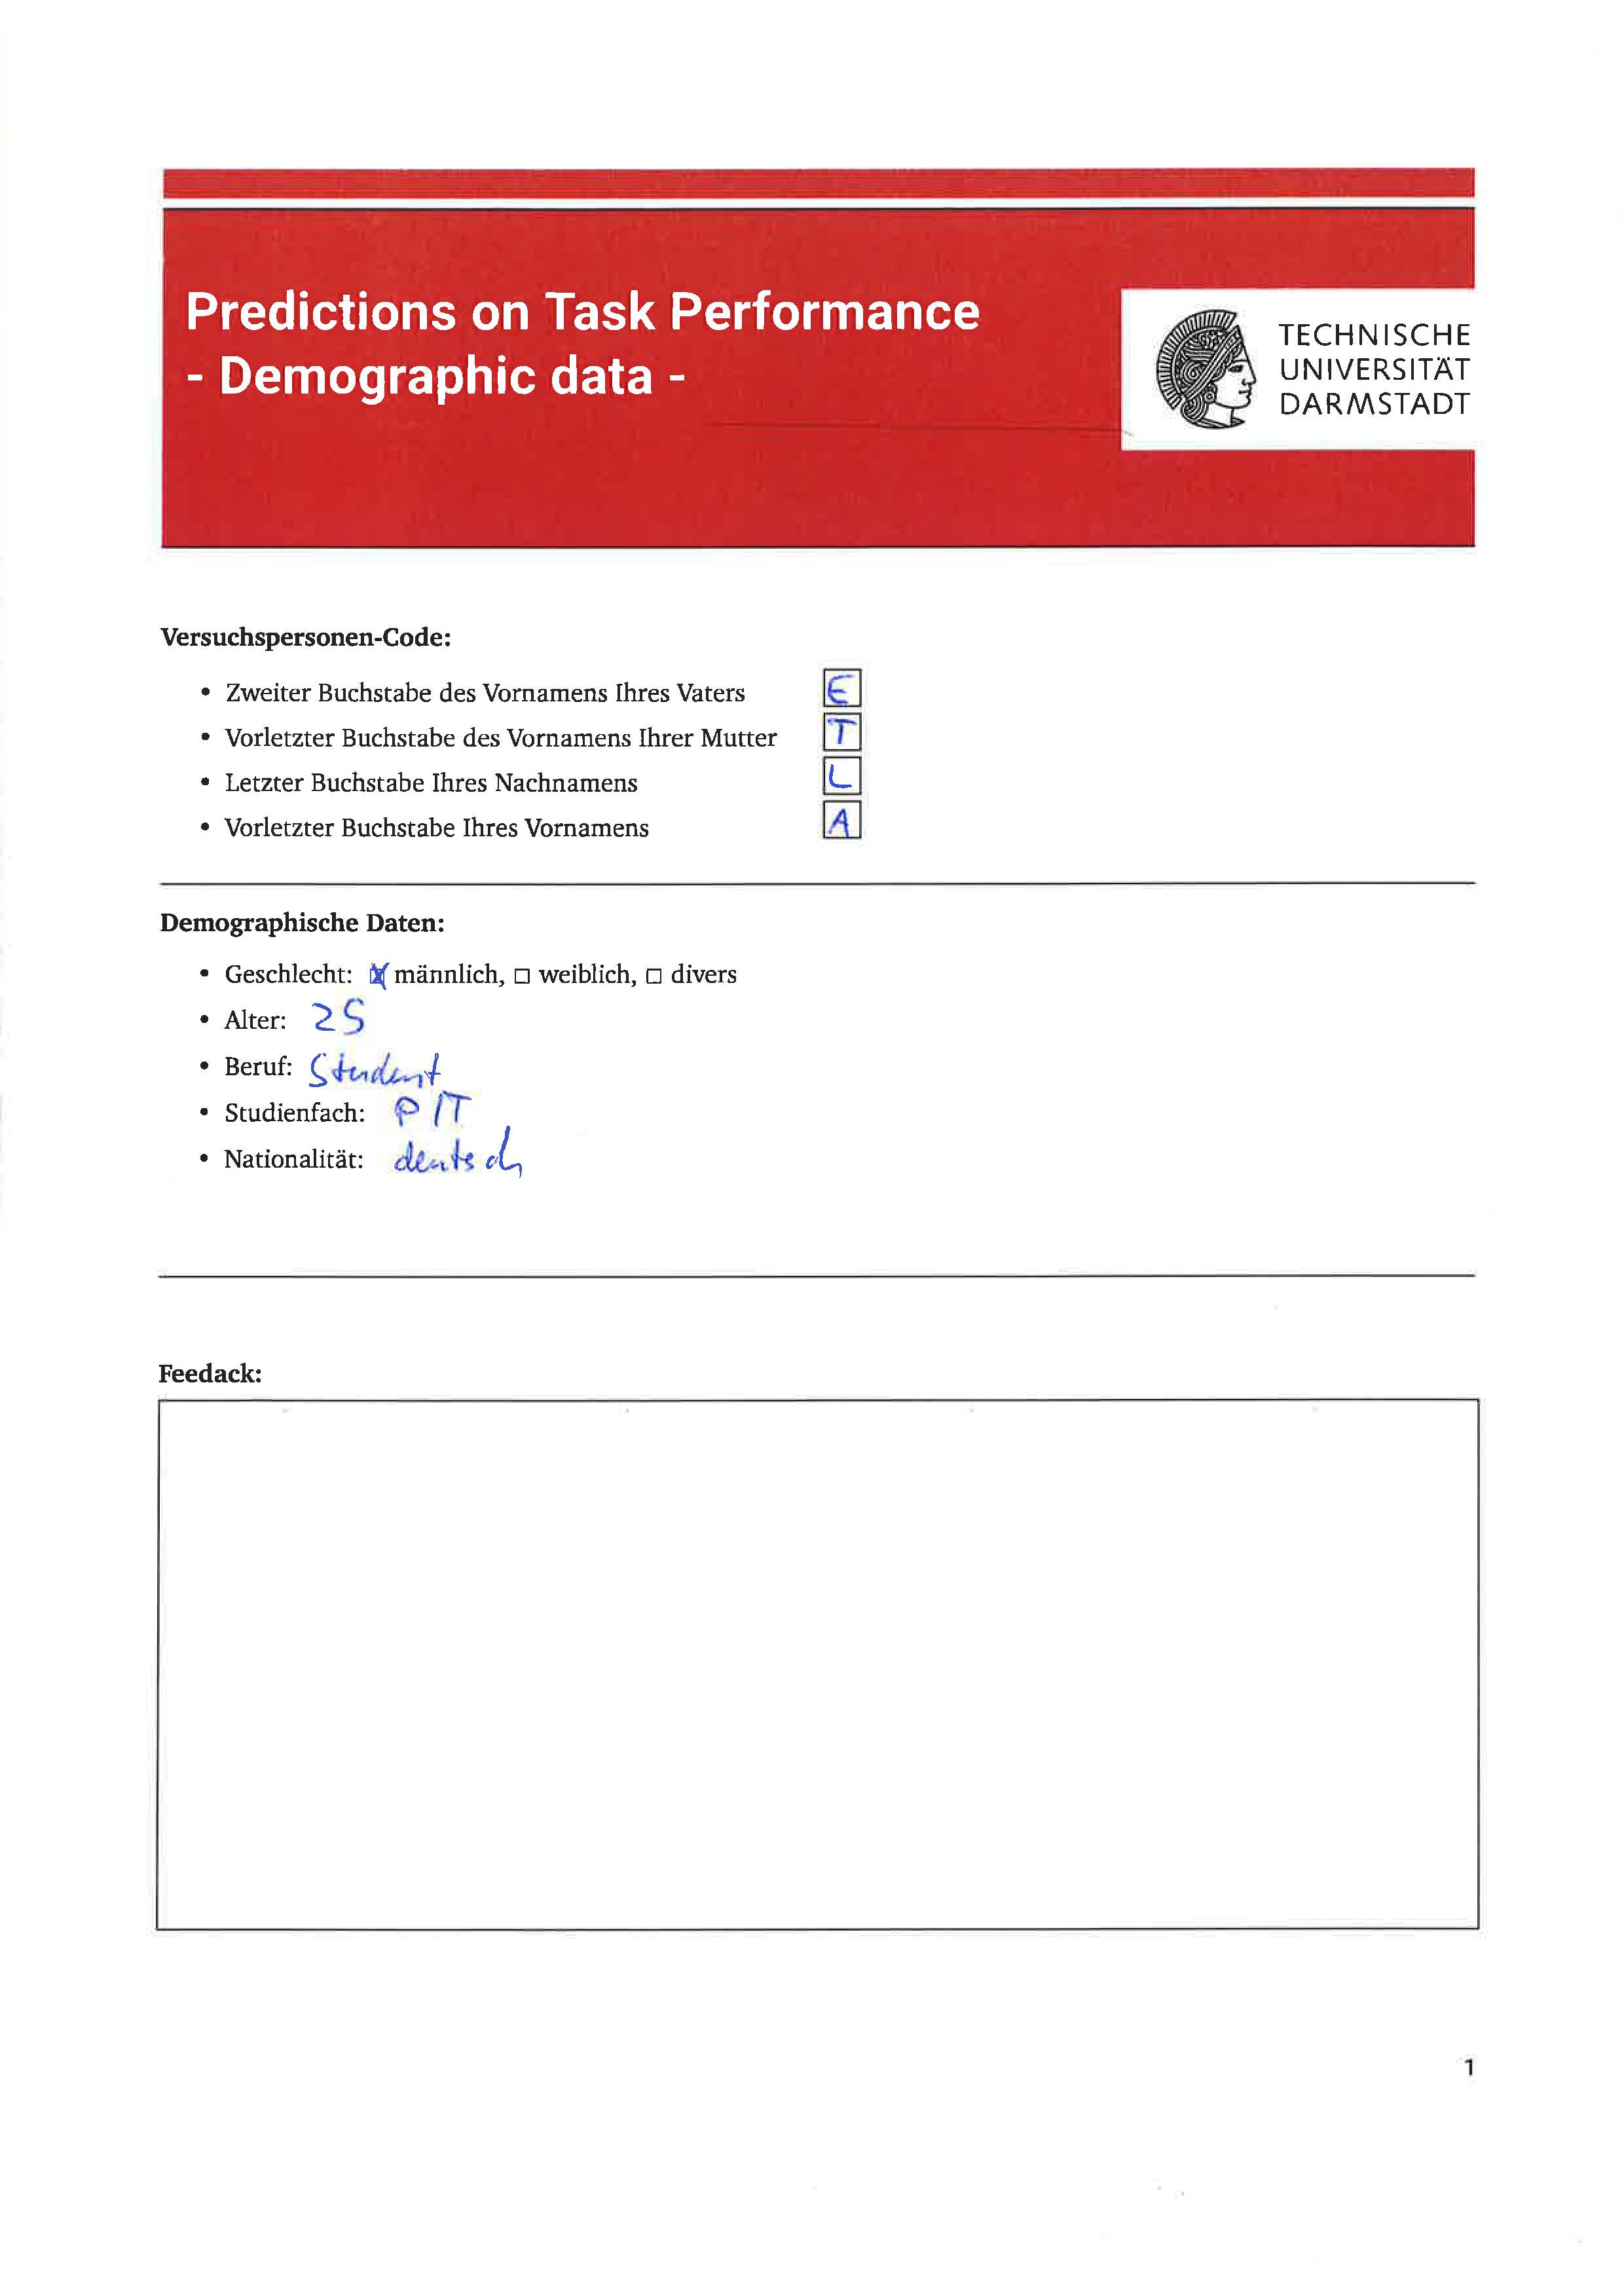 Predictions on Task Performance
- Demographic data -
TECHNISCHE
UNIVERSITÄT
DARMSTADT
Versuchspersonen-Code:
• Zweiter Buchstabe des Vornamens Ihres Vaters E
• Vorletzter Buchstabe des Vornamens Ihrer Mutter T
• Letzter Buchstabe Ihres Nachnamens L
• Vorletzter Buchstabe Ihres Vornamens A
Demographische Daten:
• Geschlecht: ☒ männlich, ☐ weiblich, ☐ divers
• Alter: 25
• Beruf: Student
• Studienfach: PIT
• Nationalität: deutsch
Feedack:
1